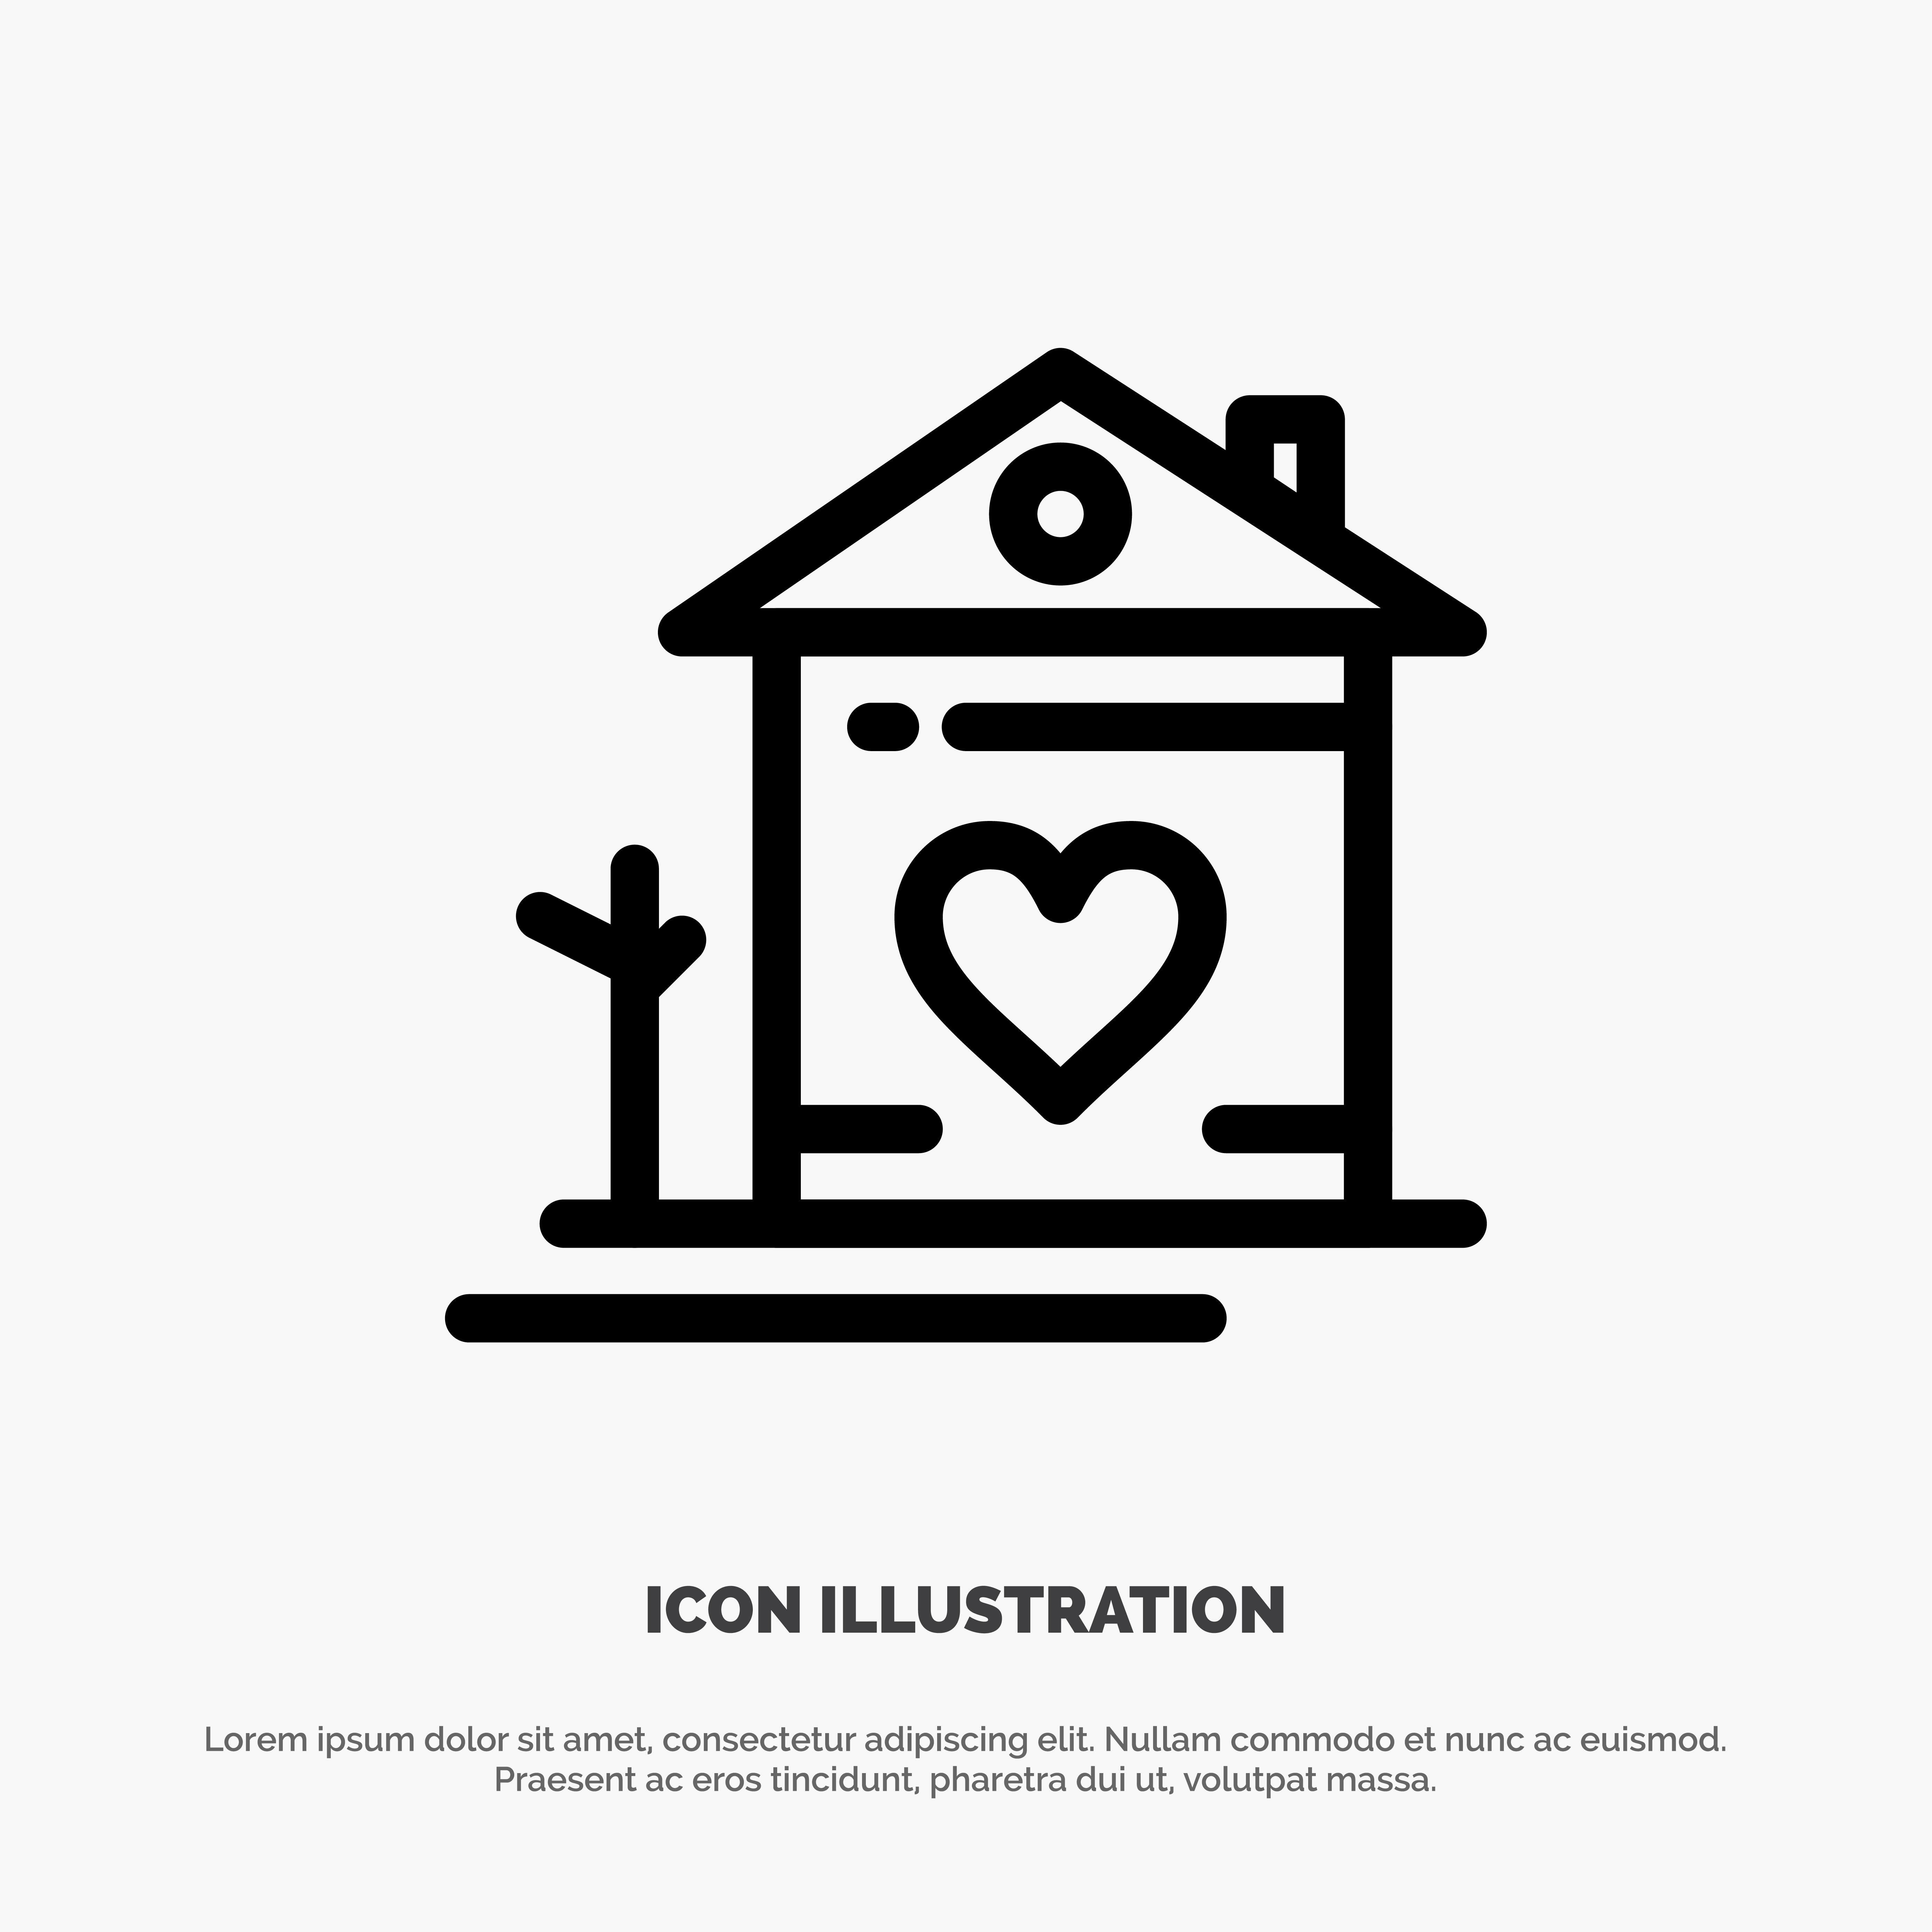 ICON ILLUSTRATION
Lorem ipsum dolor sit amet, consectetur adipiscing elit. Nullam commodo et nunc ac euismod.
Praesent ac eros tincidunt, pharetra dui ut, volutpat massa.